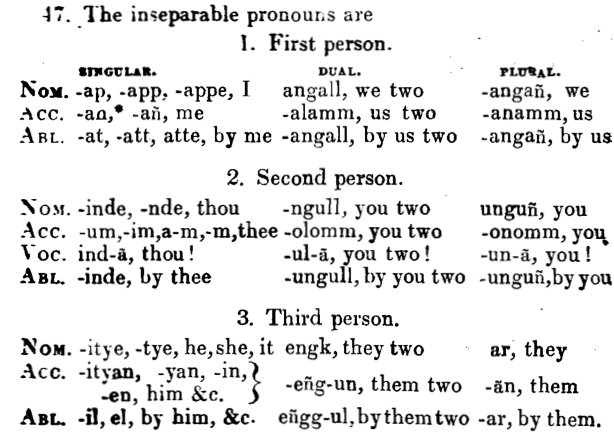 47. The inseparable pronouns are
1. First person.
SINGULAR. DUAL. PLURAL.
Nom. -ap, -app, -appe, I angall, we two -angañ, we
Acc. -an,* -añ, me -alamm, us two -anamm, us
Abl. -at, -att, atte, by me -angall, by us two -angañ, by us
2. Second person.
Nom. -inde, -nde, thou -ngull, you two unguñ, you
Acc. -um,-im,a-m,-m,thee -olomm, you two -onomm, you
Voc. ind-ā, thou! -ul-ā, you two! -un-ā, you!
Abl. -inde, by thee -ungull, by you two -unguñ,by you
3. Third person.
Nom. -itye, -tye, he,she, it engk, they two ar, they
Acc. -ityan, -yan, -in, -en, him &c. } -eñg-un, them two -ān, them
Abl. -il, el, by him, &c. eñgg-ul,by them two -ar, by them.